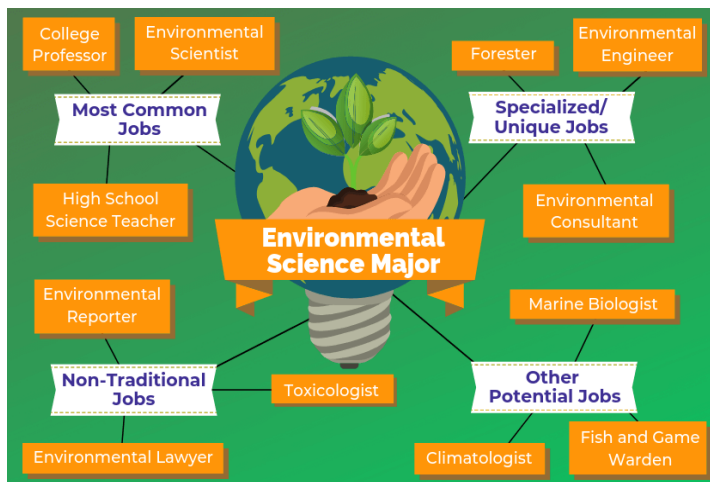 College
Professor
Environmental
Scientist
Most Common
Jobs
High School
Science Teacher
Forester
Environmental
Engineer
Specialized/
Unique Jobs
Environmental
Consultant
Environmental
Science Major
Environmental
Reporter
Non-Traditional
Jobs
Toxicologist
Environmental Lawyer
Marine Biologist
Other
Potential Jobs
Climatologist
Fish and Game
Warden